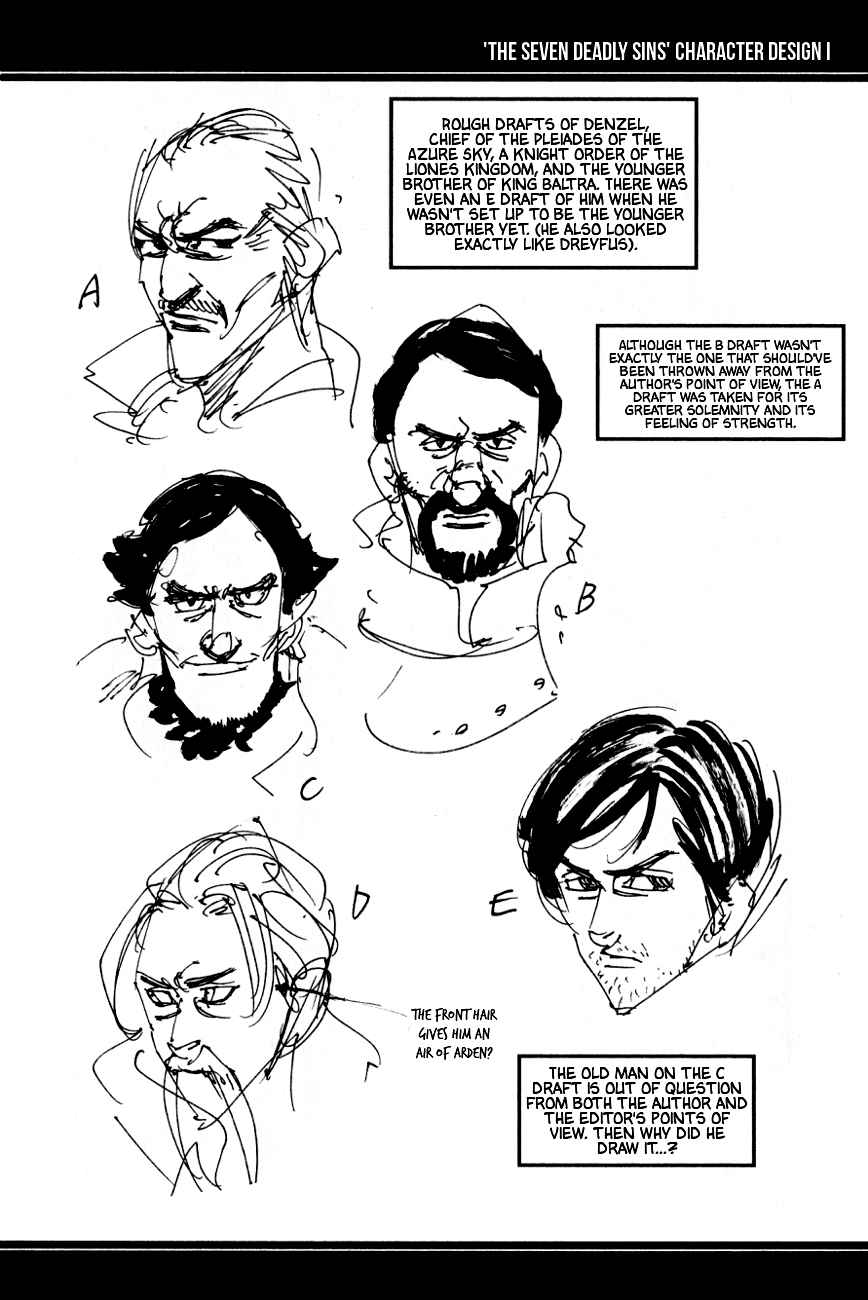 'THE SEVEN DEADLY SINS' CHARACTER DESIGN I
ROUGH DRAFTS OF DENZEL,
CHIEF OF THE PLEIADES OF THE
AZURE SKY, A KNIGHT ORDER OF THE
LIONES KINGDOM, AND THE YOUNGER
BROTHER OF KING BALTRA. THERE WAS
EVEN AN E DRAFT OF HIM WHEN HE
WASN'T SET UP TO BE THE YOUNGER
BROTHER YET. (HE ALSO LOOKED
EXACTLY LIKE DREYFUS).
A
ALTHOUGH THE B DRAFT WASN'T
EXACTLY THE ONE THAT SHOULD'VE
BEEN THROWN AWAY FROM THE
AUTHOR'S POINT OF VIEW, THE A
DRAFT WAS TAKEN FOR ITS
GREATER SOLEMNITY AND ITS
FEELING OF STRENGTH.
B
C
D
E
THE FRONT HAIR
GIVES HIM AN
AIR OF ARDEN?
THE OLD MAN ON THE C
DRAFT IS OUT OF QUESTION
FROM BOTH THE AUTHOR AND
THE EDITOR'S POINTS OF
VIEW. THEN WHY DID HE
DRAW IT...?